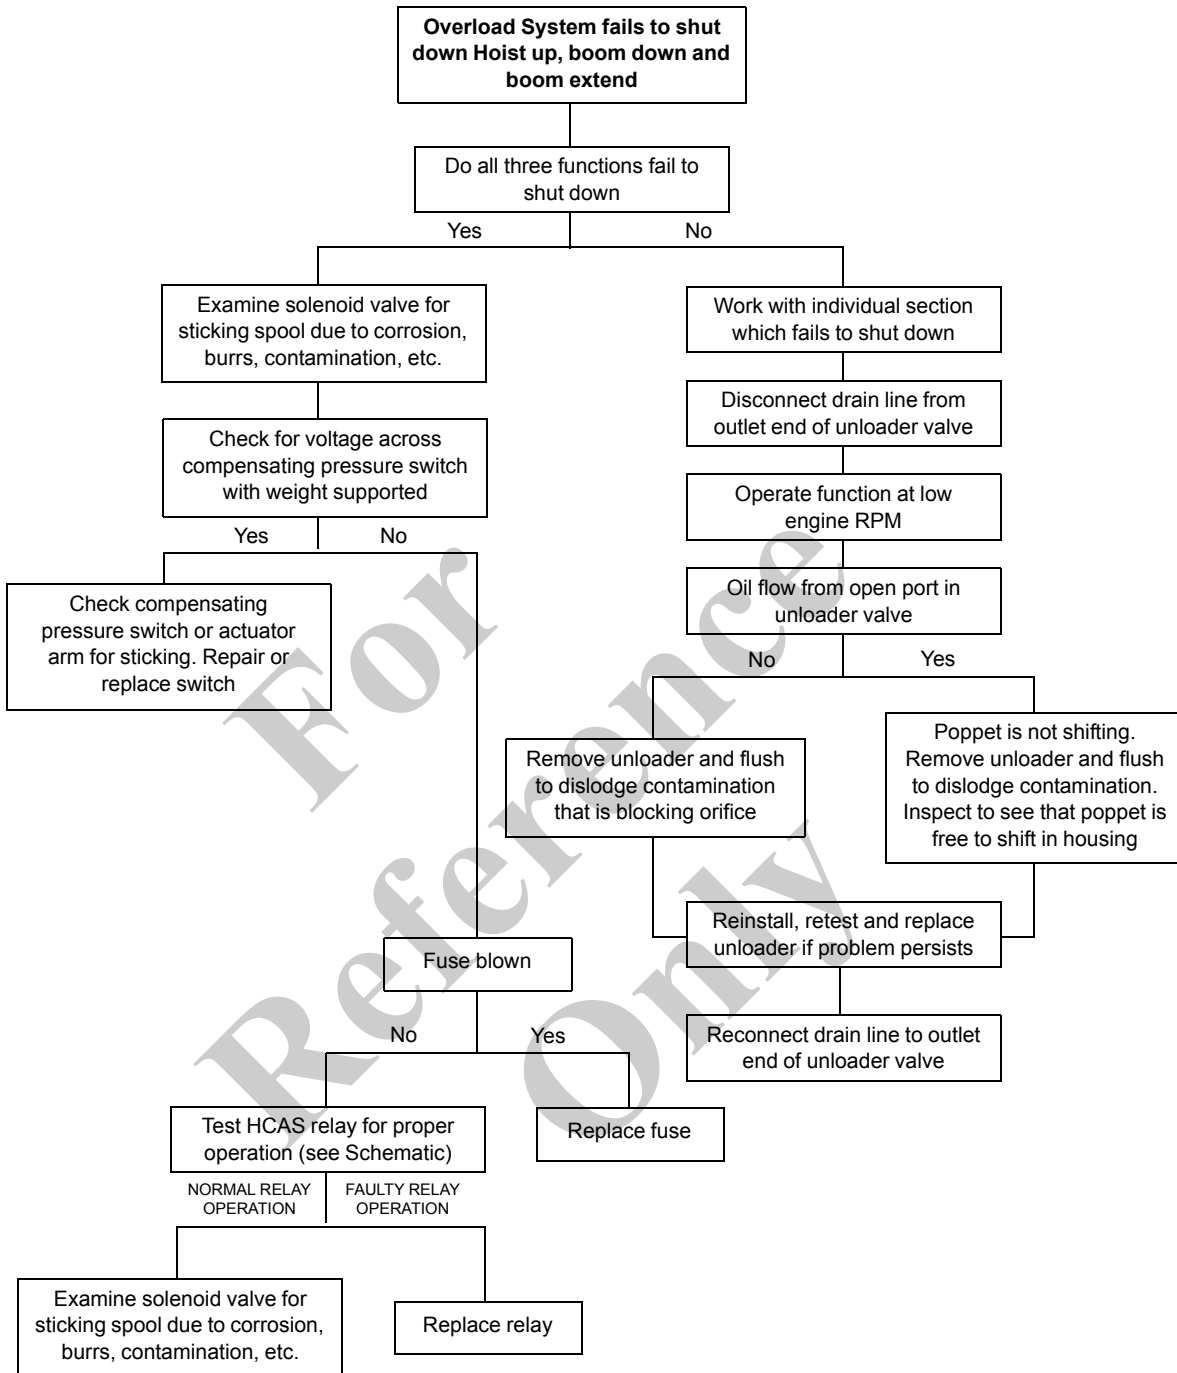 Overload System fails to shut
down Hoist up, boom down and
boom extend
Do all three functions fail to
shut down
Yes
No
Examine solenoid valve for
sticking spool due to corrosion,
burrs, contamination, etc.
Work with individual section
which fails to shut down
Disconnect drain line from
outlet end of unloader valve
Check for voltage across
compensating pressure switch
with weight supported
Operate function at low
engine RPM
Yes
No
Oil flow from open port in
unloader valve
Check compensating
pressure switch or actuator
arm for sticking. Repair or
replace switch
No
Yes
Remove unloader and flush
to dislodge contamination
that is blocking orifice
Poppet is not shifting.
Remove unloader and flush
to dislodge contamination.
Inspect to see that poppet is
free to shift in housing
Reinstall, retest and replace
unloader if problem persists
Fuse blown
Reconnect drain line to outlet
end of unloader valve
No
Yes
Test HCAS relay for proper
operation (see Schematic)
Replace fuse
NORMAL RELAY
OPERATION
FAULTY RELAY
OPERATION
Examine solenoid valve for
sticking spool due to corrosion,
burrs, contamination, etc.
Replace relay
For
Reference
Only